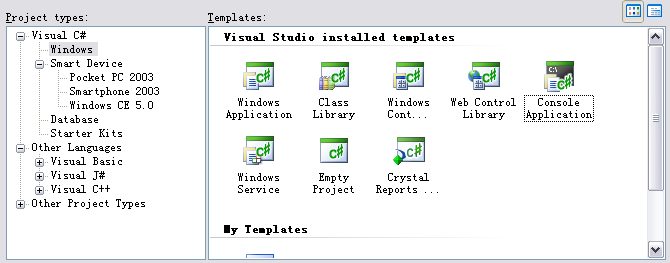 Project types:
Templates:
Visual C#
Windows
Smart Device
Pocket PC 2003
Smartphone 2003
Windows CE 5.0
Database
Starter Kits
Other Languages
Visual Basic
Visual J#
Visual C++
Other Project Types
Visual Studio installed templates
Windows Application
Class Library
Windows Cont...
Web Control Library
Console Application
Windows Service
Empty Project
Crystal Reports ...
My Templates